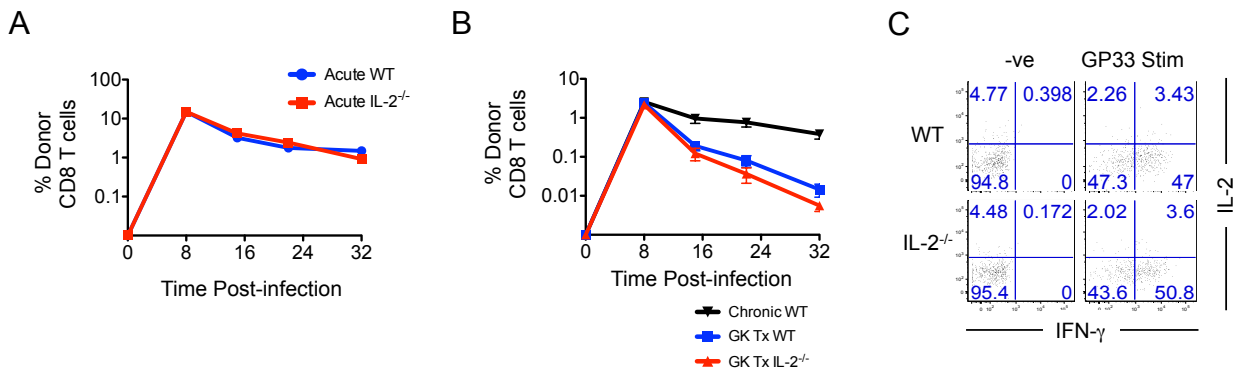 A
% Donor
CD8 T cells
100
10
1
0.1
0
8
16
24
32
Time Post-infection
Acute WT
Acute IL-2⁻/⁻
B
% Donor
CD8 T cells
10
1
0.1
0.01
0
8
16
24
32
Time Post-infection
Chronic WT
GK Tx WT
GK Tx IL-2⁻/⁻
C
-ve
GP33 Stim
WT
4.77 0.398
94.8 0
2.26 3.43
47.3 47
IL-2⁻/⁻
4.48 0.172
95.4 0
2.02 3.6
43.6 50.8
IL-2
IFN-γ